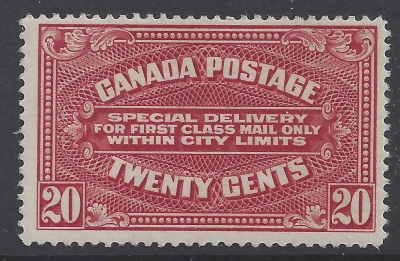 CANADA POSTAGE
SPECIAL DELIVERY
FOR FIRST CLASS MAIL ONLY
WITHIN CITY LIMITS
TWENTY CENTS
20 20